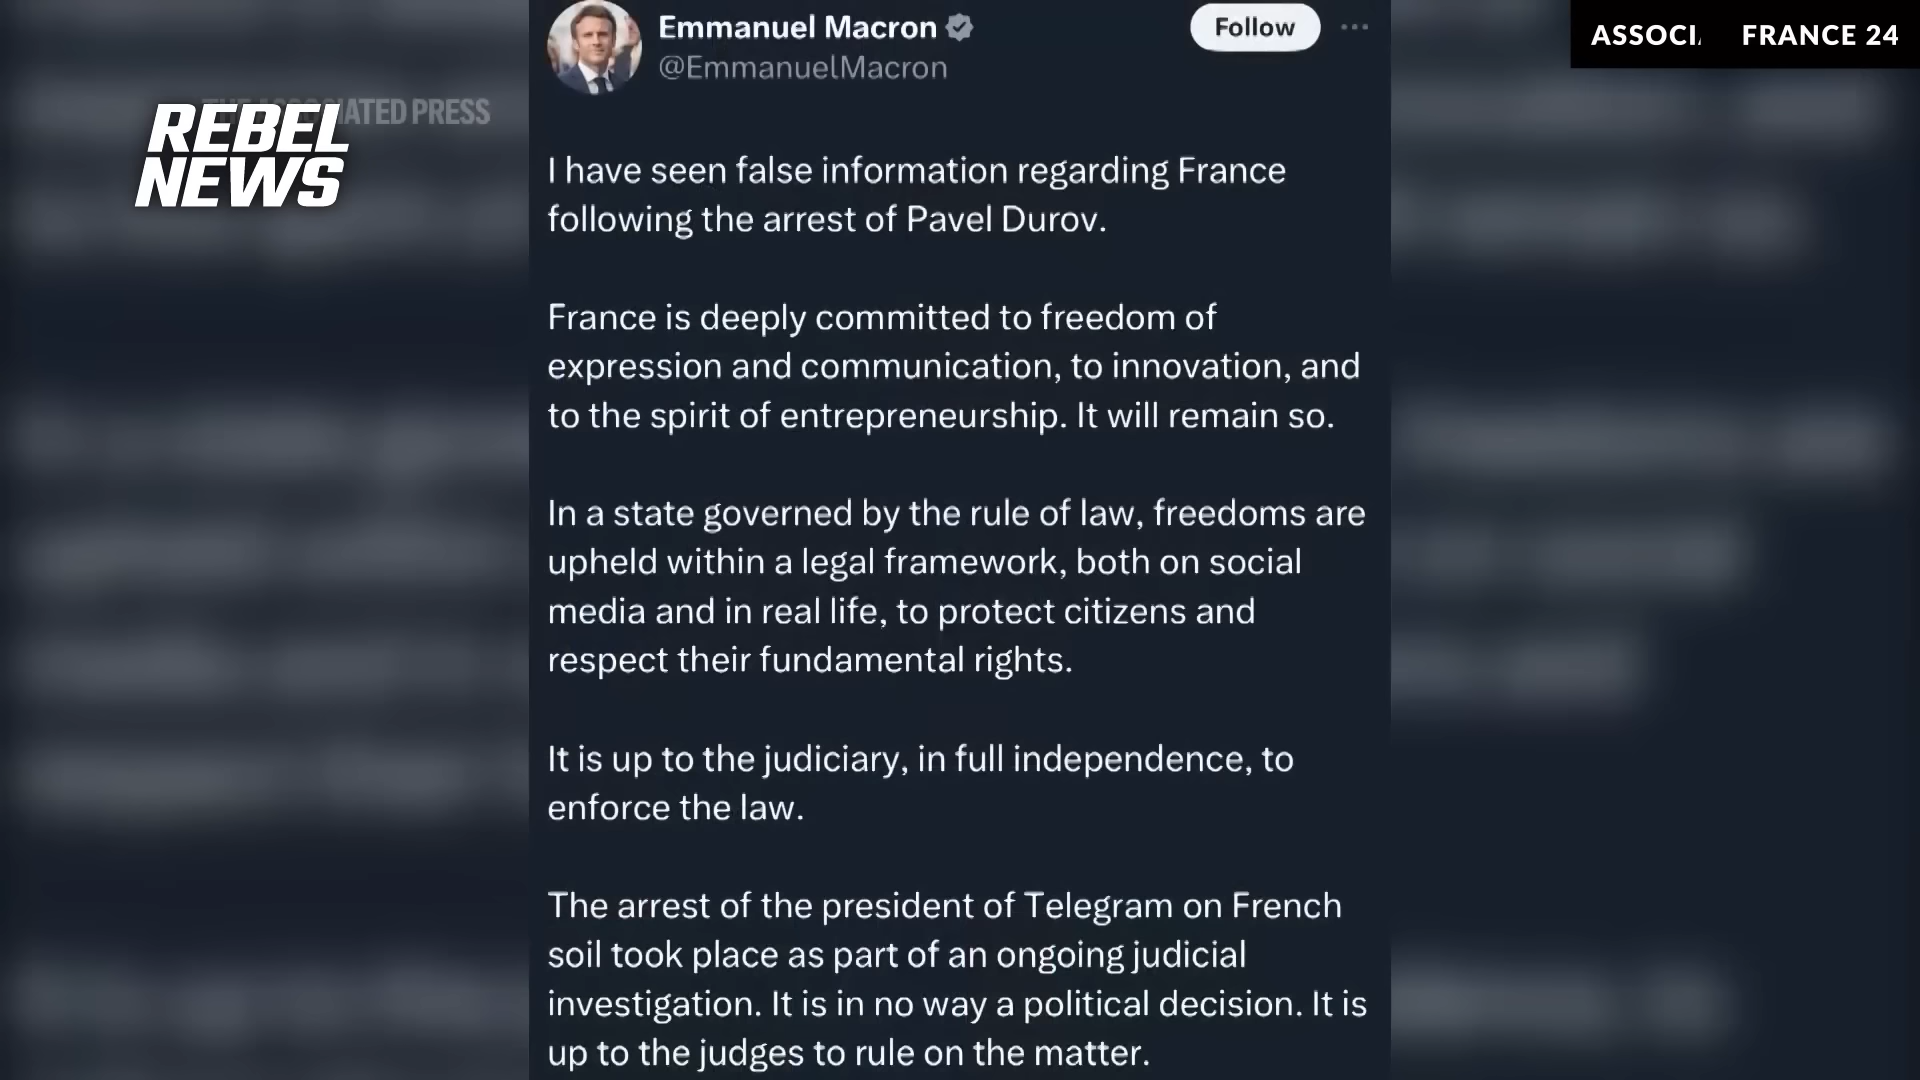 Emmanuel Macron
@EmmanuelMacron
Follow
ASSOCI
FRANCE 24
ATED PRESS
REBEL
NEWS
I have seen false information regarding France
following the arrest of Pavel Durov.
France is deeply committed to freedom of
expression and communication, to innovation, and
to the spirit of entrepreneurship. It will remain so.
In a state governed by the rule of law, freedoms are
upheld within a legal framework, both on social
media and in real life, to protect citizens and
respect their fundamental rights.
It is up to the judiciary, in full independence, to
enforce the law.
The arrest of the president of Telegram on French
soil took place as part of an ongoing judicial
investigation. It is in no way a political decision. It is
up to the judges to rule on the matter.